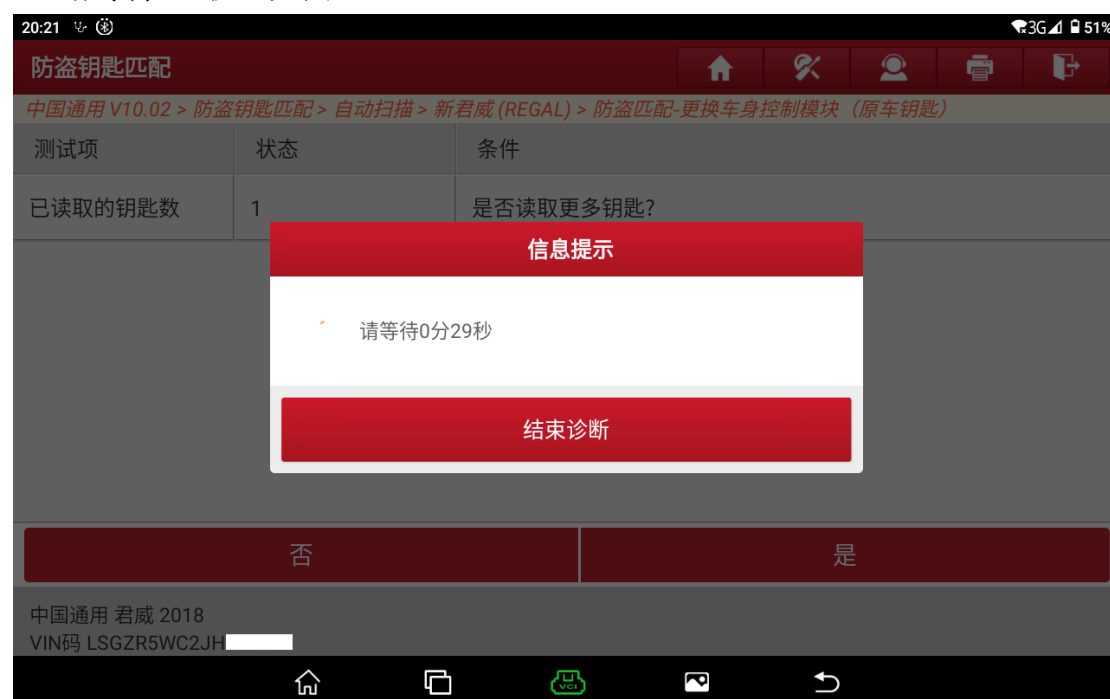 20:21 3G 51%
防盗钥匙匹配
中国通用 V10.02 > 防盗钥匙匹配 > 自动扫描 > 新君威 (REGAL) > 防盗匹配-更换车身控制模块（原车钥匙）
测试项 状态 条件
已读取的钥匙数 1 是否读取更多钥匙?
信息提示
请等待0分29秒
结束诊断
否 是
中国通用 君威 2018
VIN码 LSGZR5WC2JH
VCI